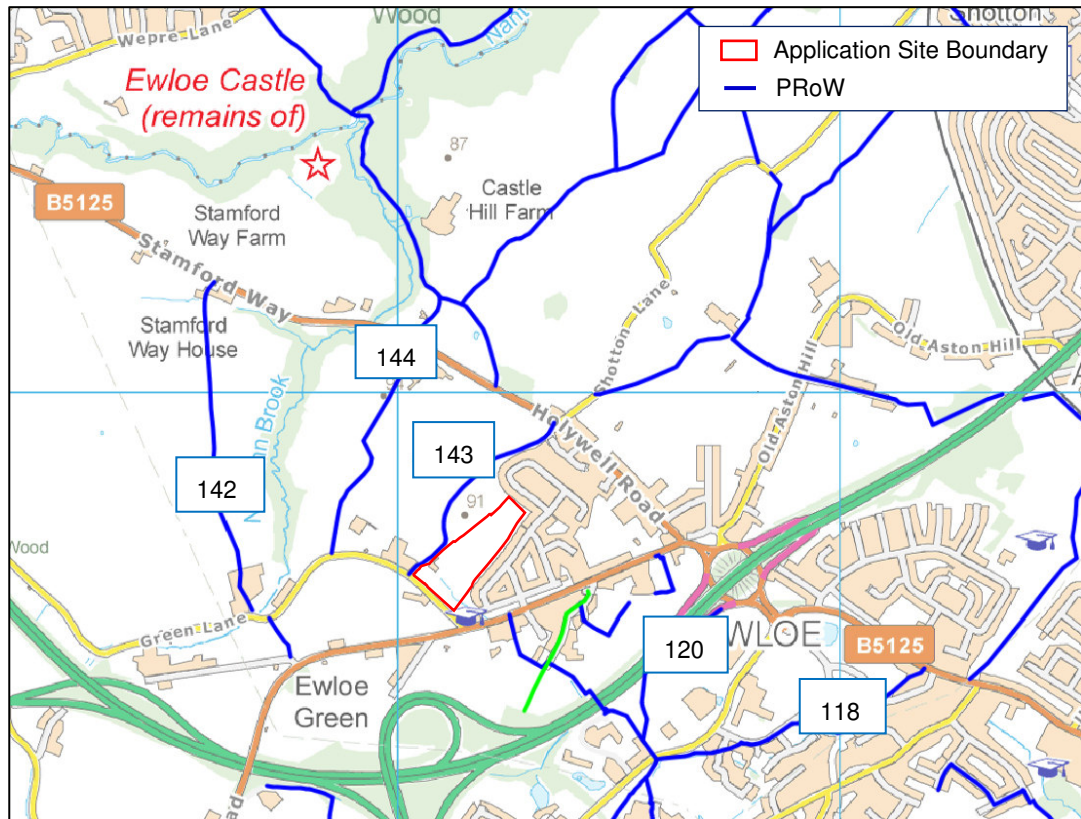 Wood
Shotton
Wepre Lane
Nant
Application Site Boundary
PRoW
Ewloe Castle
(remains of)
87
B5125
Castle
Hill Farm
Stamford
Way Farm
Stamford Way
Stamford
Way House
144
Shotton Lane
Old Aston Hill
Old Aston Hill
Holywell Road
143
142
91
Brook
Wood
Green Lane
120
WLOE
B5125
Ewloe
Green
118